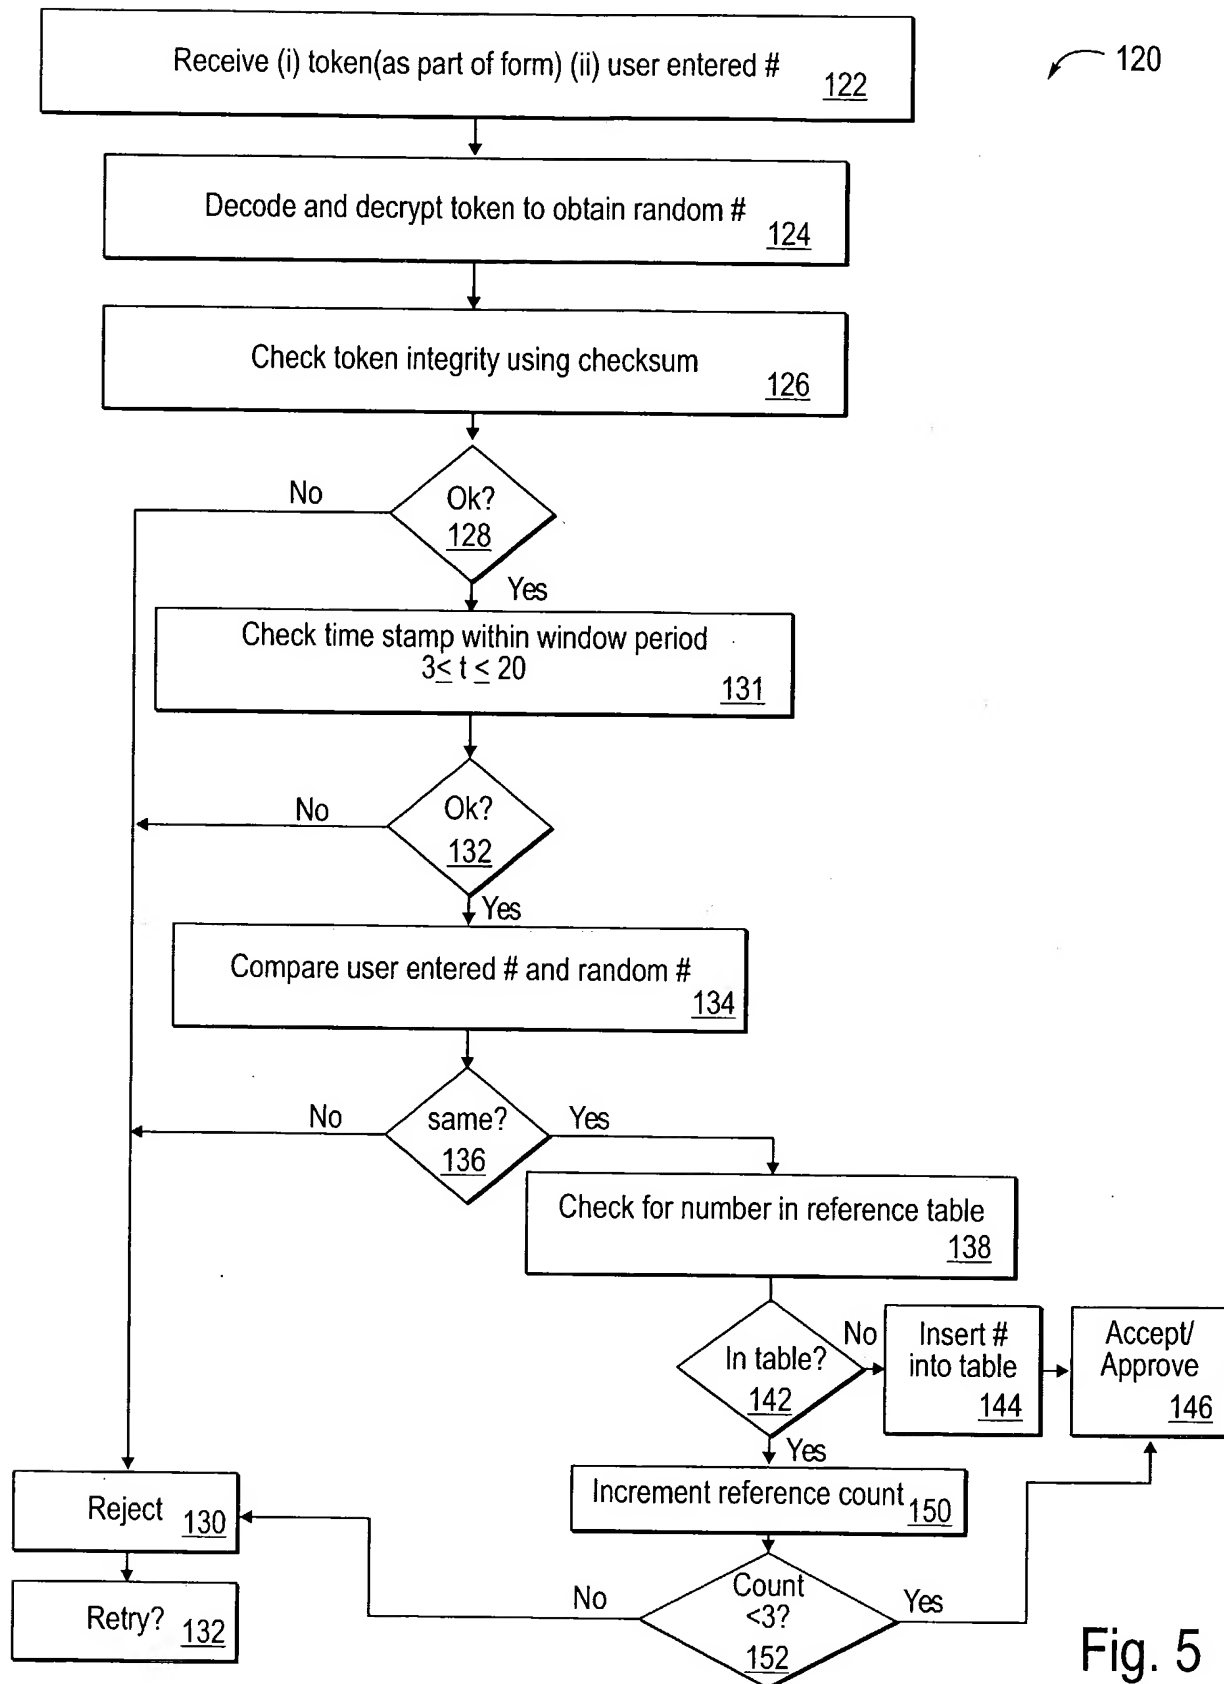 Receive (i) token(as part of form) (ii) user entered #
122
120
Decode and decrypt token to obtain random #
124
Check token integrity using checksum
126
No
Ok?
128
Yes
Check time stamp within window period
3≤ t ≤ 20
131
No
Ok?
132
Yes
Compare user entered # and random #
134
No
same?
136
Yes
Check for number in reference table
138
In table?
142
No
Insert #
into table
144
Accept/
Approve
146
Yes
Increment reference count
150
Reject
130
Retry?
132
No
Count
<3?
152
Yes
Fig. 5